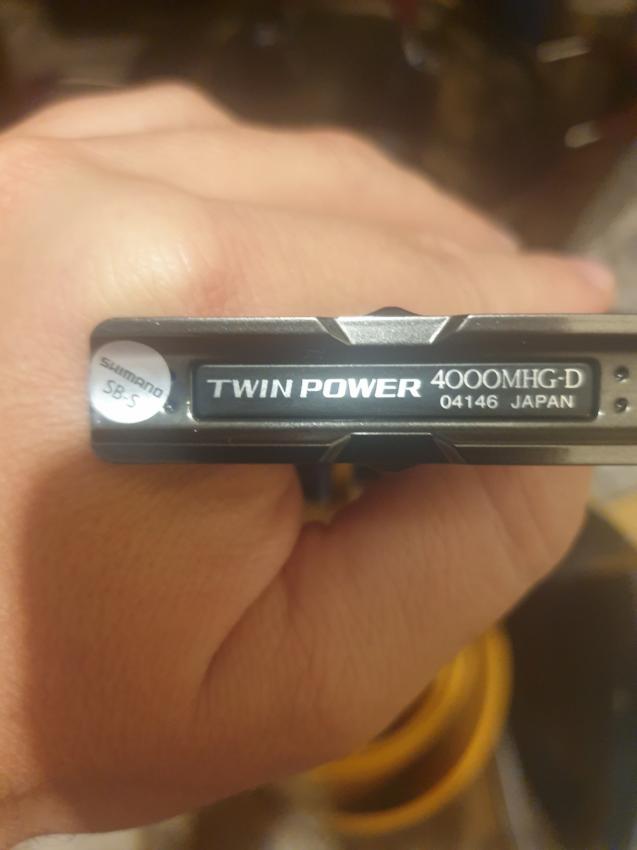 SHIMANO
SB-S
TWIN POWER 4000MHG-D
04146 JAPAN